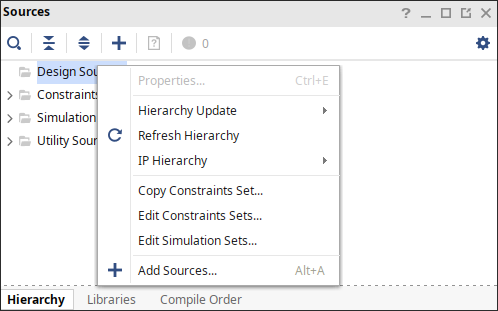 Sources
? _ □ X
0
Design Sou
Properties... Ctrl+E
Constraints
Hierarchy Update
Simulation
Refresh Hierarchy
Utility Sour
IP Hierarchy
Copy Constraints Set...
Edit Constraints Sets...
Edit Simulation Sets...
Add Sources... Alt+A
Hierarchy Libraries Compile Order